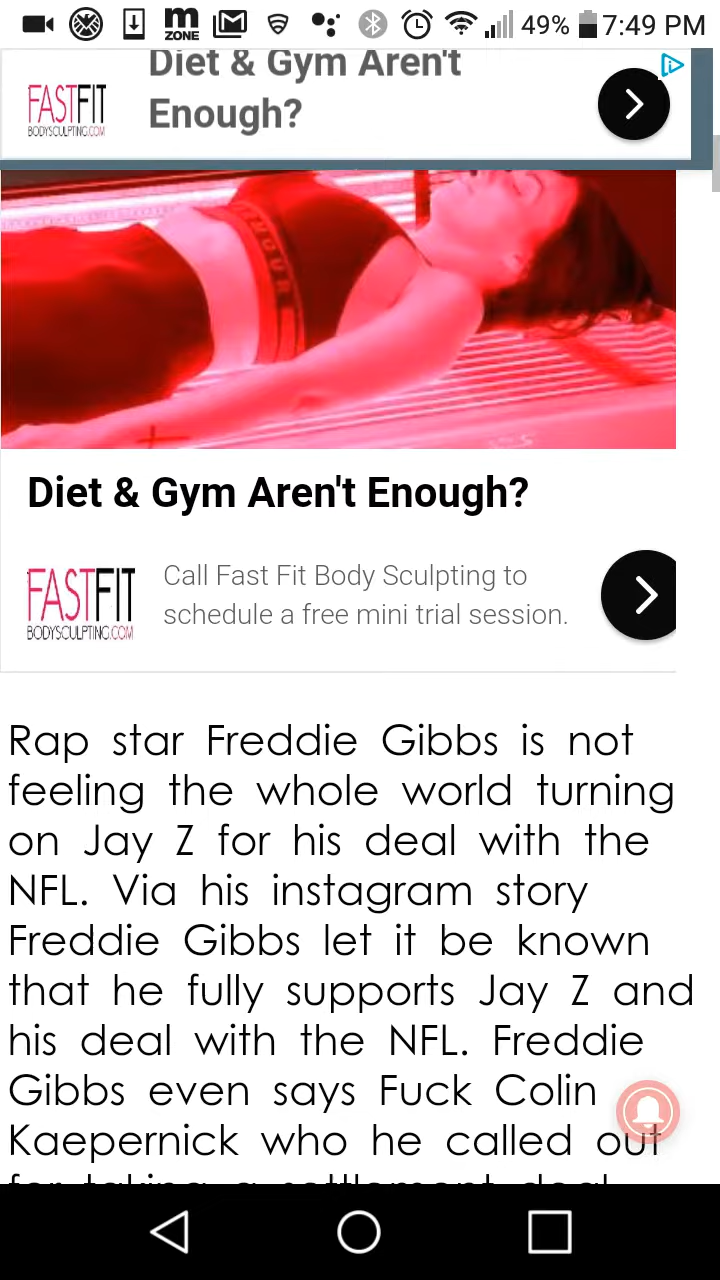 m ZONE 49% 7:49 PM
Diet & Gym Aren't
Enough?
FASTFIT
BODYSCULPTING.COM
Diet & Gym Aren't Enough?
FASTFIT
BODYSCULPTING.COM
Call Fast Fit Body Sculpting to
schedule a free mini trial session.
Rap star Freddie Gibbs is not
feeling the whole world turning
on Jay Z for his deal with the
NFL. Via his instagram story
Freddie Gibbs let it be known
that he fully supports Jay Z and
his deal with the NFL. Freddie
Gibbs even says Fuck Colin
Kaepernick who he called out
for taking a settlement deal